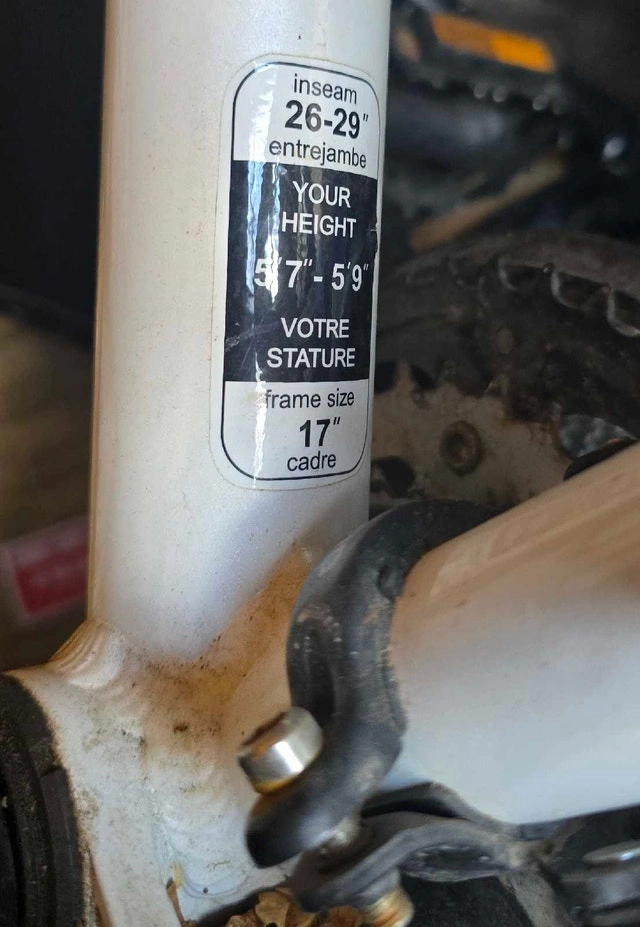 inseam
26-29"
entrejambe
YOUR
HEIGHT
5'7"- 5'9"
VOTRE
STATURE
frame size
17"
cadre